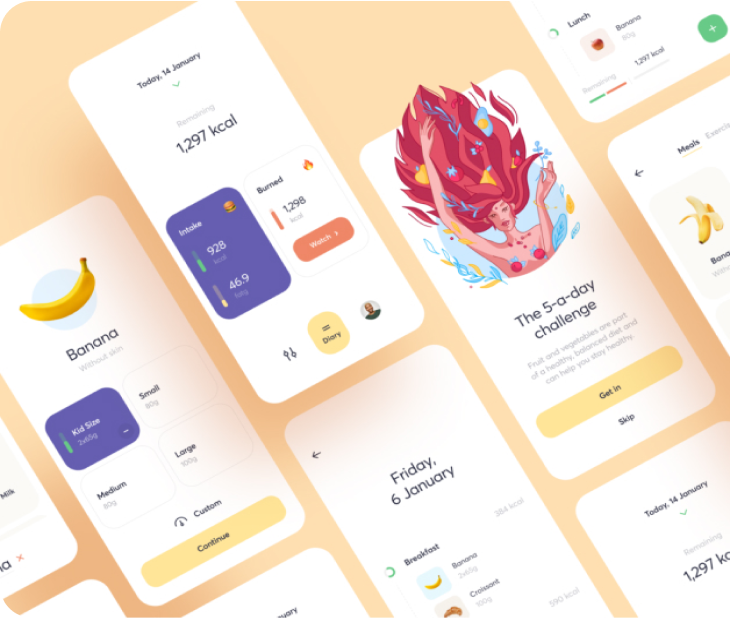 Today, 14 January
Remaining
1,297 kcal
Intake
928
kcal
46.9
Burned
1,298
kcal
Watch
Diary
Banana
Without skin
Kid Size
2x65g
Small
80g
Medium
80g
Large
100g
Custom
Continue
Milk
The 5-a-day
challenge
Fruit and vegetables are part
of a healthy, balanced diet and
can help you stay healthy.
Get in
Skip
Lunch
Banana
80g
Remaining
1,297 kcal
Meals
Friday,
6 January
384 kcal
Breakfast
Banana
2x65g
Croissant
100g
590 kcal
Today, 14 January
Remaining